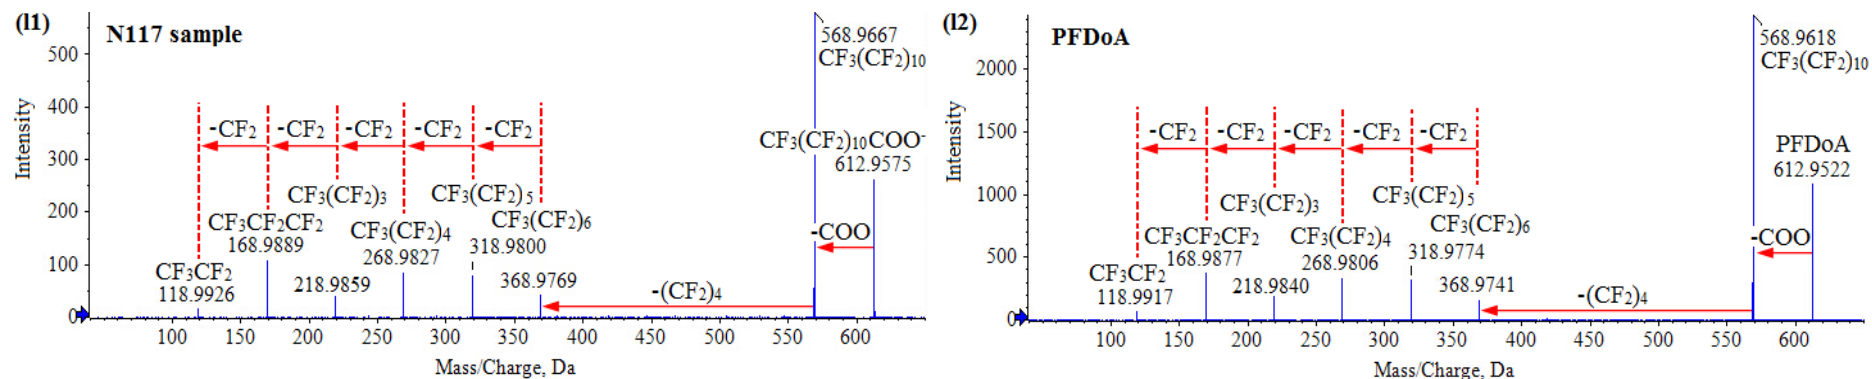 (l1)
N117 sample
Intensity
500
400
300
200
100
0
-CF₂ -CF₂ -CF₂ -CF₂ -CF₂
568.9667
CF₃(CF₂)₁₀
CF₃(CF₂)₁₀COO⁻
612.9575
CF₃(CF₂)₃
CF₃(CF₂)₅
CF₃CF₂CF₂
168.9889
CF₃(CF₂)₄
268.9827
318.9800
CF₃(CF₂)₆
-COO
CF₃CF₂
118.9926
218.9859
368.9769
-(CF₂)₄
100 150 200 250 300 350 400 450 500 550 600
Mass/Charge, Da
(l2)
PFDoA
Intensity
2000
1500
1000
500
0
-CF₂ -CF₂ -CF₂ -CF₂ -CF₂
568.9618
CF₃(CF₂)₁₀
PFDoA
612.9522
CF₃(CF₂)₃
CF₃(CF₂)₅
CF₃(CF₂)₆
CF₃CF₂CF₂
168.9877
CF₃(CF₂)₄
268.9806
318.9774
-COO
CF₃CF₂
118.9917
218.9840
368.9741
-(CF₂)₄
100 150 200 250 300 350 400 450 500 550 600
Mass/Charge, Da